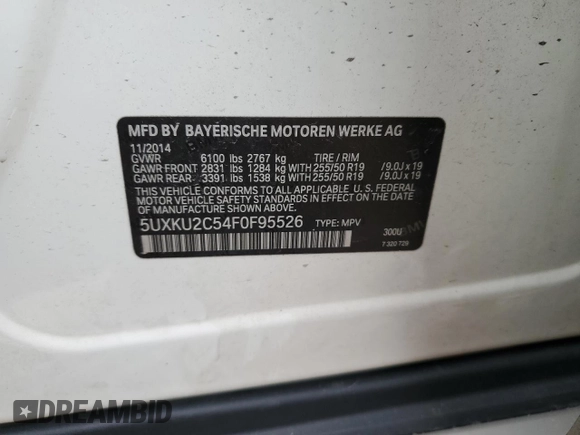 MFD BY BAYERISCHE MOTOREN WERKE AG
11/2014
GVWR 6100 lbs 2767 kg TIRE / RIM
GAWR FRONT 2831 lbs 1284 kg 255/50 R19 /9.0J x 19
GAWR REAR 3391 lbs 1538 kg 255/50 R19 /9.0J x 19
THIS VEHICLE CONFORMS TO ALL APPLICABLE U. S. FEDERAL
MOTOR VEHICLE SAFETY STANDARDS IN EFFECT ON THE
DATE OF MANUFACTURE SHOWN ABOVE.
5UXKU2C54F0F95526 TYPE: MPV
300U
7 320 729
DREAMBID